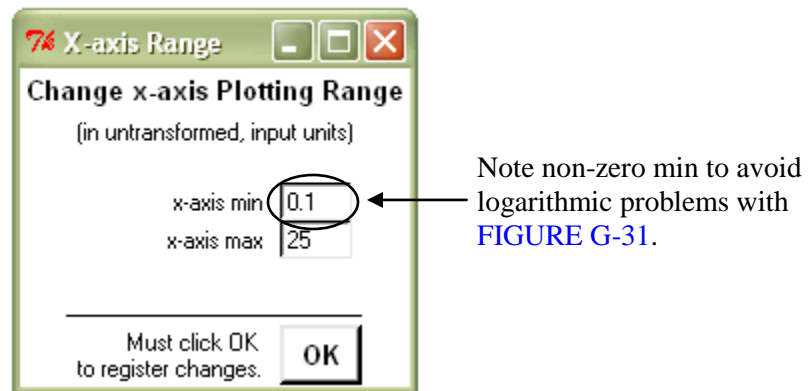 7% X-axis Range
Change x-axis Plotting Range
(in untransformed, input units)
x-axis min 0.1
x-axis max 25
Must click OK
to register changes.
OK
Note non-zero min to avoid
logarithmic problems with
FIGURE G-31.